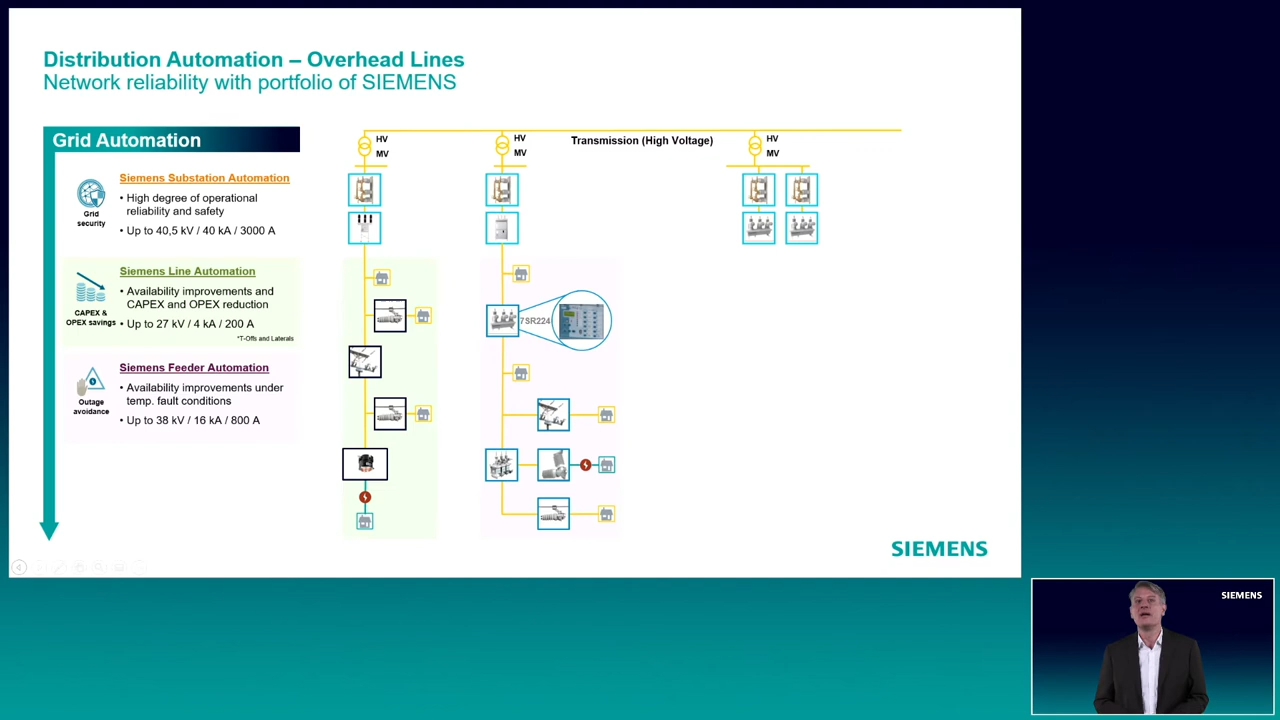 Distribution Automation – Overhead Lines
Network reliability with portfolio of SIEMENS
Grid Automation
Siemens Substation Automation
• High degree of operational
reliability and safety
• Up to 40,5 kV / 40 kA / 3000 A
Grid
security
Siemens Line Automation
• Availability improvements and
CAPEX and OPEX reduction
• Up to 27 kV / 4 kA / 200 A
CAPEX &
OPEX savings
*T-Offs and Laterals
Siemens Feeder Automation
• Availability improvements under
temp. fault conditions
• Up to 38 kV / 16 kA / 800 A
Outage
avoidance
HV
MV
HV
MV
Transmission (High Voltage)
HV
MV
7SR224
SIEMENS
SIEMENS